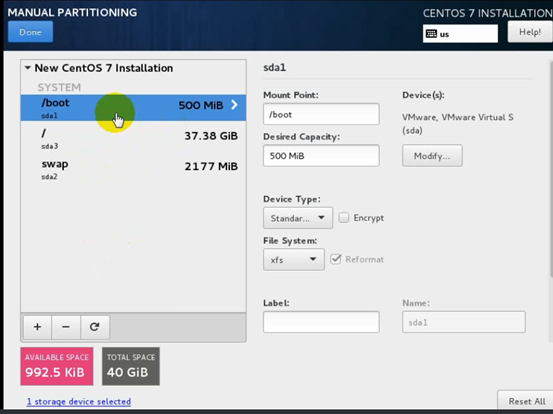 MANUAL PARTITIONING
CENTOS 7 INSTALLATION
Done
us
Help!
New CentOS 7 Installation
SYSTEM
/boot
500 MiB
sda1
/
37.38 GiB
sda3
swap
2177 MiB
sda2
+
−
AVAILABLE SPACE
992.5 KiB
TOTAL SPACE
40 GiB
1 storage device selected
sda1
Mount Point:
/boot
Device(s):
VMware, VMware Virtual S
(sda)
Desired Capacity:
500 MiB
Modify...
Device Type:
Standar...
Encrypt
File System:
xfs
Reformat
Label:
Name:
sda1
Reset All